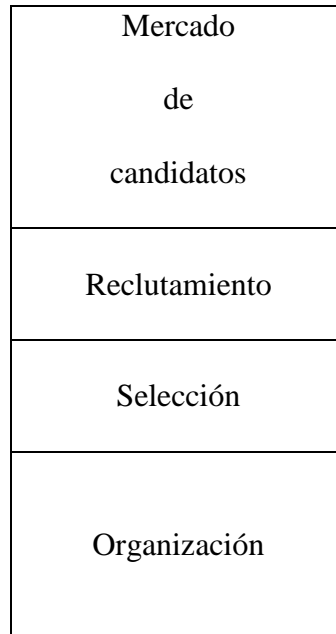 Mercado
de
candidatos
Reclutamiento
Selección
Organización